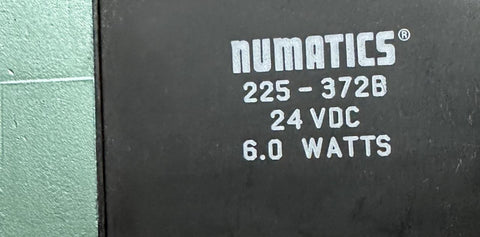 NUMATICS®
225-372B
24 VDC
6.0 WATTS